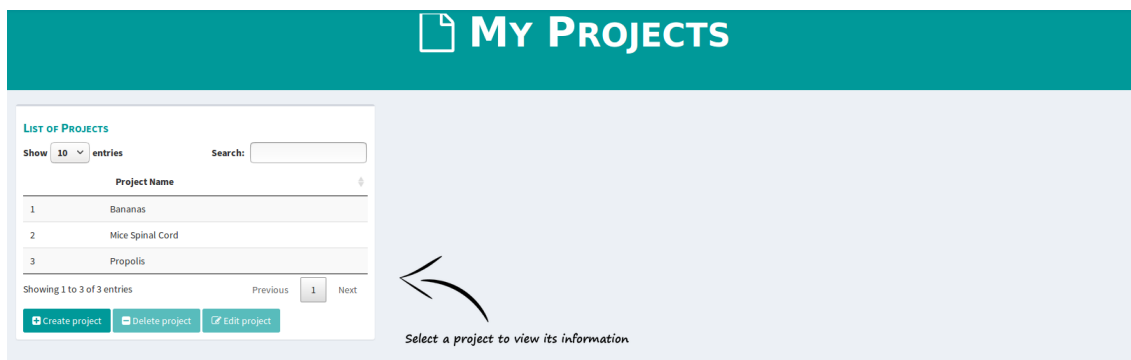 My Projects
List of Projects
Show 10 entries Search:
Project Name
1 Bananas
2 Mice Spinal Cord
3 Propolis
Showing 1 to 3 of 3 entries Previous 1 Next
Create project Delete project Edit project
Select a project to view its information